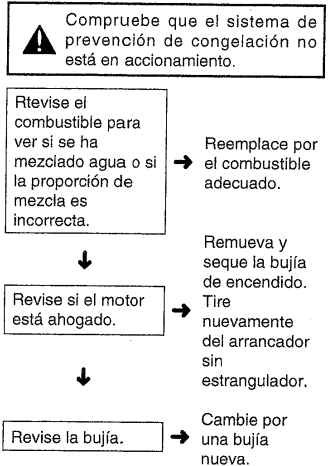 Compruebe que el sistema de
prevención de congelación no
está en accionamiento.
Rtevise el
combustible para
ver si se ha
mezclado agua o si
la proporción de
mezcla es
incorrecta.
Reemplace por
el combustible
adecuado.
Revise si el motor
está ahogado.
Remueva y
seque la bujía
de encendido.
Tire
nuevamente
del arrancador
sin
estrangulador.
Revise la bujía.
Cambie por
una bujía
nueva.